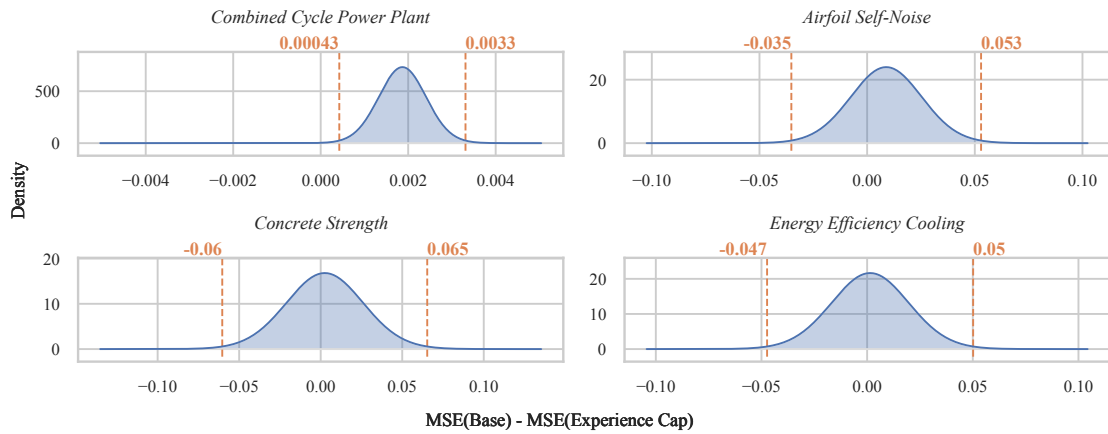 Combined Cycle Power Plant
0.00043 0.0033
500
0
−0.004 −0.002 0.000 0.002 0.004
Airfoil Self-Noise
-0.035 0.053
20
0
−0.10 −0.05 0.00 0.05 0.10
Density
Concrete Strength
-0.06 0.065
20
10
0
−0.10 −0.05 0.00 0.05 0.10
Energy Efficiency Cooling
-0.047 0.05
20
10
0
−0.10 −0.05 0.00 0.05 0.10
MSE(Base) - MSE(Experience Cap)